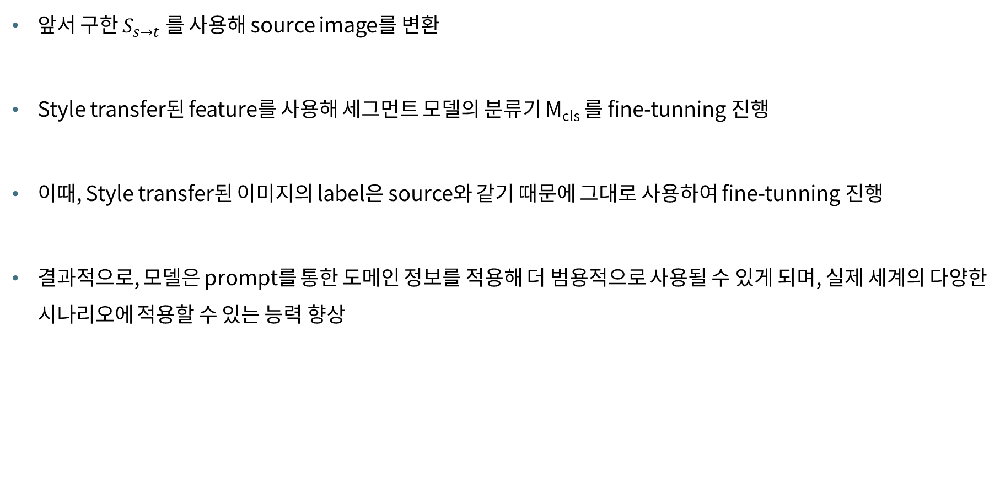 • 앞서 구한 𝑆𝑠→𝑡 를 사용해 source image를 변환
• Style transfer된 feature를 사용해 세그먼트 모델의 분류기 Mcls 를 fine-tunning 진행
• 이때, Style transfer된 이미지의 label은 source와 같기 때문에 그대로 사용하여 fine-tunning 진행
• 결과적으로, 모델은 prompt를 통한 도메인 정보를 적용해 더 범용적으로 사용될 수 있게 되며, 실제 세계의 다양한
시나리오에 적용할 수 있는 능력 향상